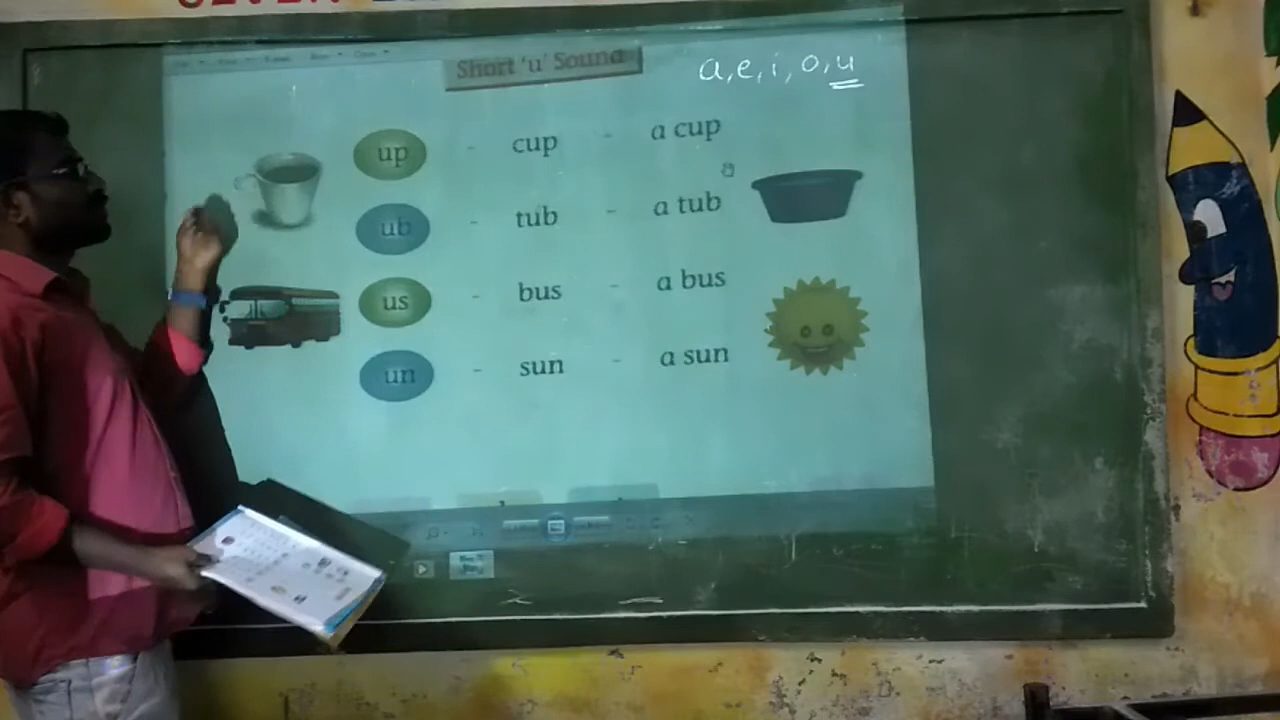 Short 'u' Sound
a, e, i, o, u
up - cup - a cup
ub - tub - a tub
us - bus - a bus
un - sun - a sun